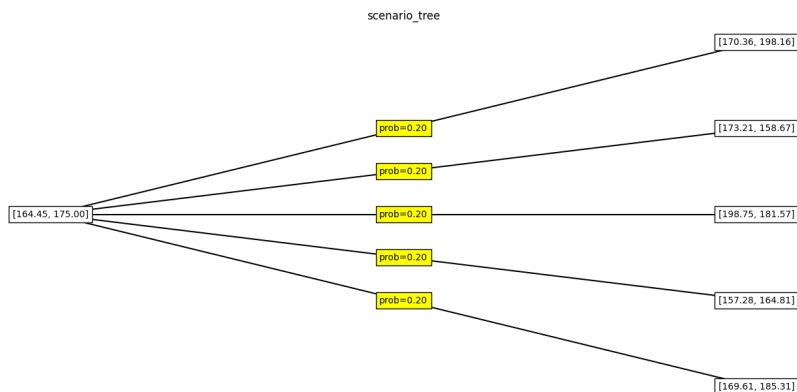 scenario_tree
[170.36, 198.16]
prob=0.20
[173.21, 158.67]
prob=0.20
[164.45, 175.00]
prob=0.20
[198.75, 181.57]
prob=0.20
prob=0.20
[157.28, 164.81]
[169.61, 185.31]